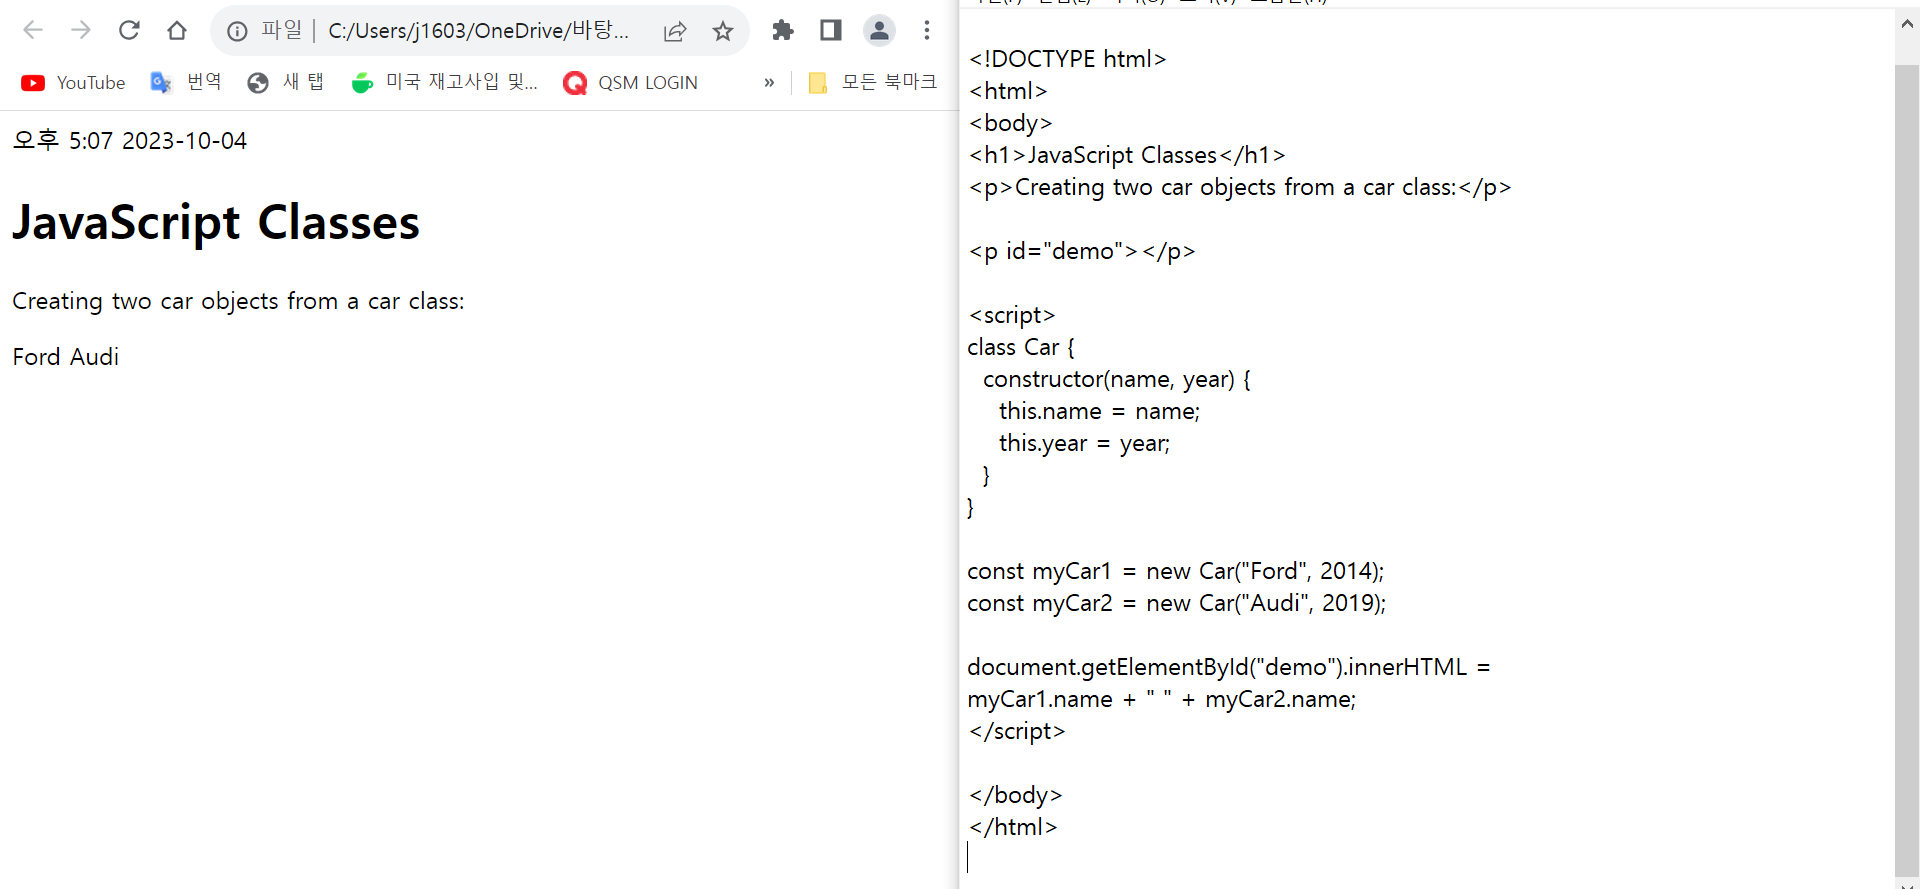 파일 | C:/Users/j1603/OneDrive/바탕...
YouTube 번역 새 탭 미국 재고사입 및... QSM LOGIN » 모든 북마크
오후 5:07 2023-10-04
JavaScript Classes
Creating two car objects from a car class:
Ford Audi
<!DOCTYPE html>
<html>
<body>
<h1>JavaScript Classes</h1>
<p>Creating two car objects from a car class:</p>
<p id="demo"></p>
<script>
class Car {
constructor(name, year) {
this.name = name;
this.year = year;
}
}
const myCar1 = new Car("Ford", 2014);
const myCar2 = new Car("Audi", 2019);
document.getElementById("demo").innerHTML =
myCar1.name + " " + myCar2.name;
</script>
</body>
</html>